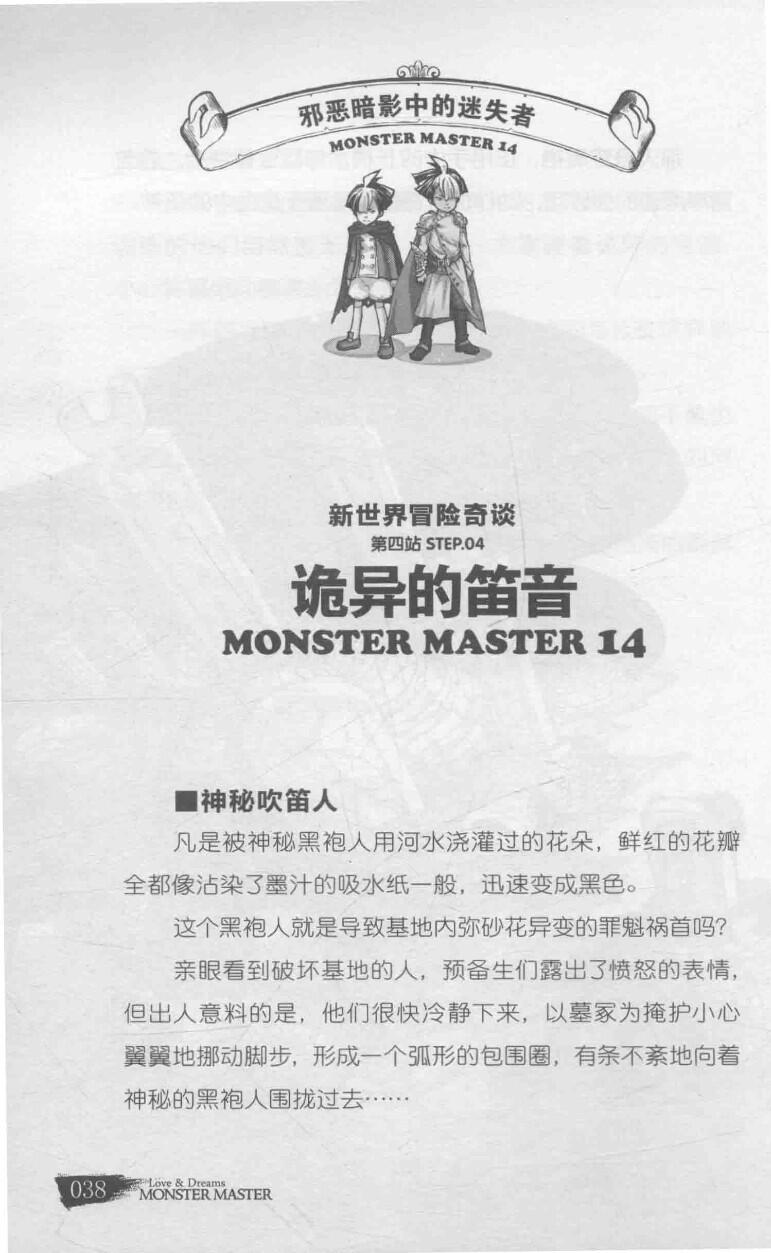 邪恶暗影中的迷失者
MONSTER MASTER 14
新世界冒险奇谈
第四站 STEP.04
诡异的笛音
MONSTER MASTER 14
■神秘吹笛人
凡是被神秘黑袍人用河水浇灌过的花朵，鲜红的花瓣
全都像沾染了墨汁的吸水纸一般，迅速变成黑色。
这个黑袍人就是导致基地内弥砂花异变的罪魁祸首吗？
亲眼看到破坏基地的人，预备生们露出了愤怒的表情，
但出人意料的是，他们很快冷静下来，以墓冢为掩护小心
翼翼地挪动脚步，形成一个弧形的包围圈，有条不紊地向着
神秘的黑袍人围拢过去……
038
Love & Dreams
MONSTER MASTER